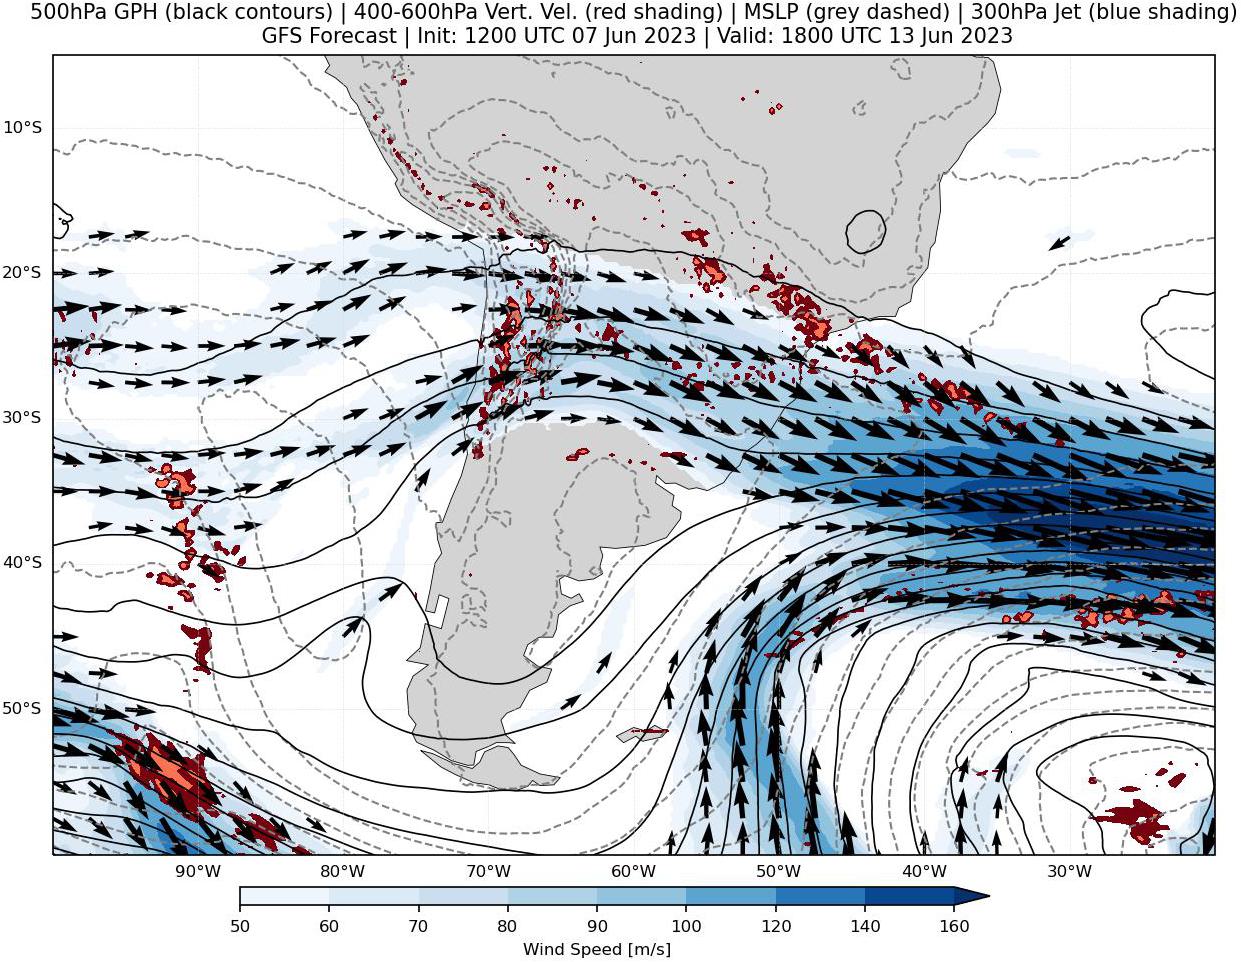 500hPa GPH (black contours) | 400-600hPa Vert. Vel. (red shading) | MSLP (grey dashed) | 300hPa Jet (blue shading)
GFS Forecast | Init: 1200 UTC 07 Jun 2023 | Valid: 1800 UTC 13 Jun 2023
10°S
20°S
30°S
40°S
50°S
90°W 80°W 70°W 60°W 50°W 40°W 30°W
50 60 70 80 90 100 120 140 160
Wind Speed [m/s]